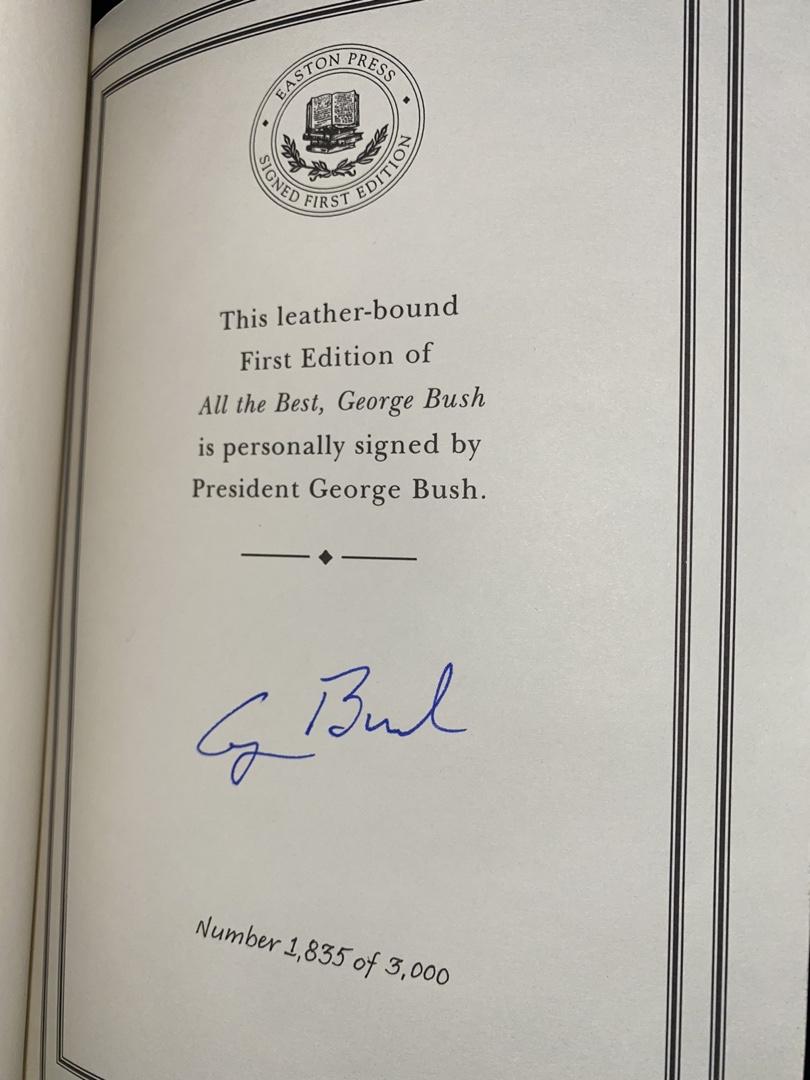 EASTON PRESS
SIGNED FIRST EDITION
This leather-bound
First Edition of
All the Best, George Bush
is personally signed by
President George Bush.
G Bush
Number 1,835 of 3,000